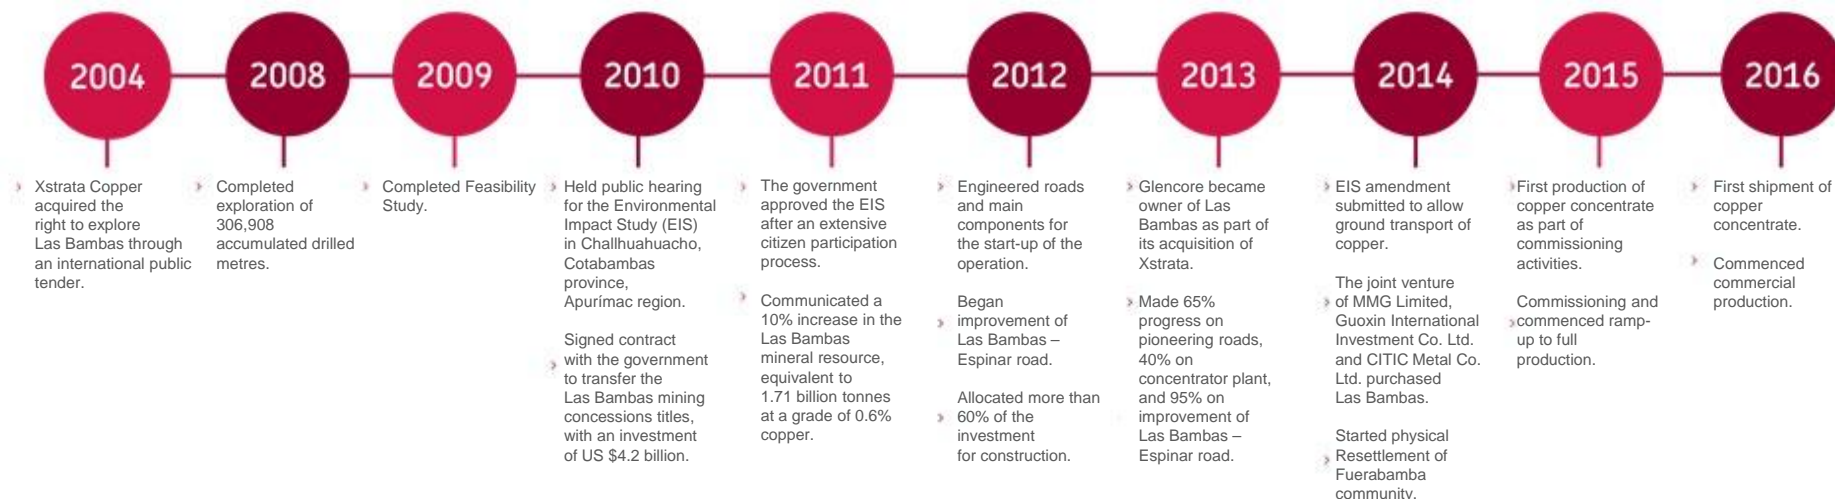 2004
2008
2009
2010
2011
2012
2013
2014
2015
2016
Xstrata Copper
acquired the
right to explore
Las Bambas through
an international public
tender.
Completed
exploration of
306,908
accumulated drilled
metres.
Completed Feasibility
Study.
Held public hearing
for the Environmental
Impact Study (EIS)
in Challhuahuacho,
Cotabambas
province,
Apurímac region.
Signed contract
with the government
to transfer the
Las Bambas mining
concessions titles,
with an investment
of US $4.2 billion.
The government
approved the EIS
after an extensive
citizen participation
process.
Communicated a
10% increase in the
Las Bambas
mineral resource,
equivalent to
1.71 billion tonnes
at a grade of 0.6%
copper.
Engineered roads
and main
components for
the start-up of the
operation.
Began
improvement of
Las Bambas –
Espinar road.
Allocated more than
60% of the
investment
for construction.
Glencore became
owner of Las
Bambas as part of
its acquisition of
Xstrata.
Made 65%
progress on
pioneering roads,
40% on
concentrator plant,
and 95% on
improvement of
Las Bambas –
Espinar road.
EIS amendment
submitted to allow
ground transport of
copper.
The joint venture
of MMG Limited,
Guoxin International
Investment Co. Ltd.
and CITIC Metal Co.
Ltd. purchased
Las Bambas.
Started physical
Resettlement of
Fuerabamba
community.
First production of
copper concentrate
as part of
commissioning
activities.
Commissioning and
commenced ramp-
up to full
production.
First shipment of
copper
concentrate.
Commenced
commercial
production.